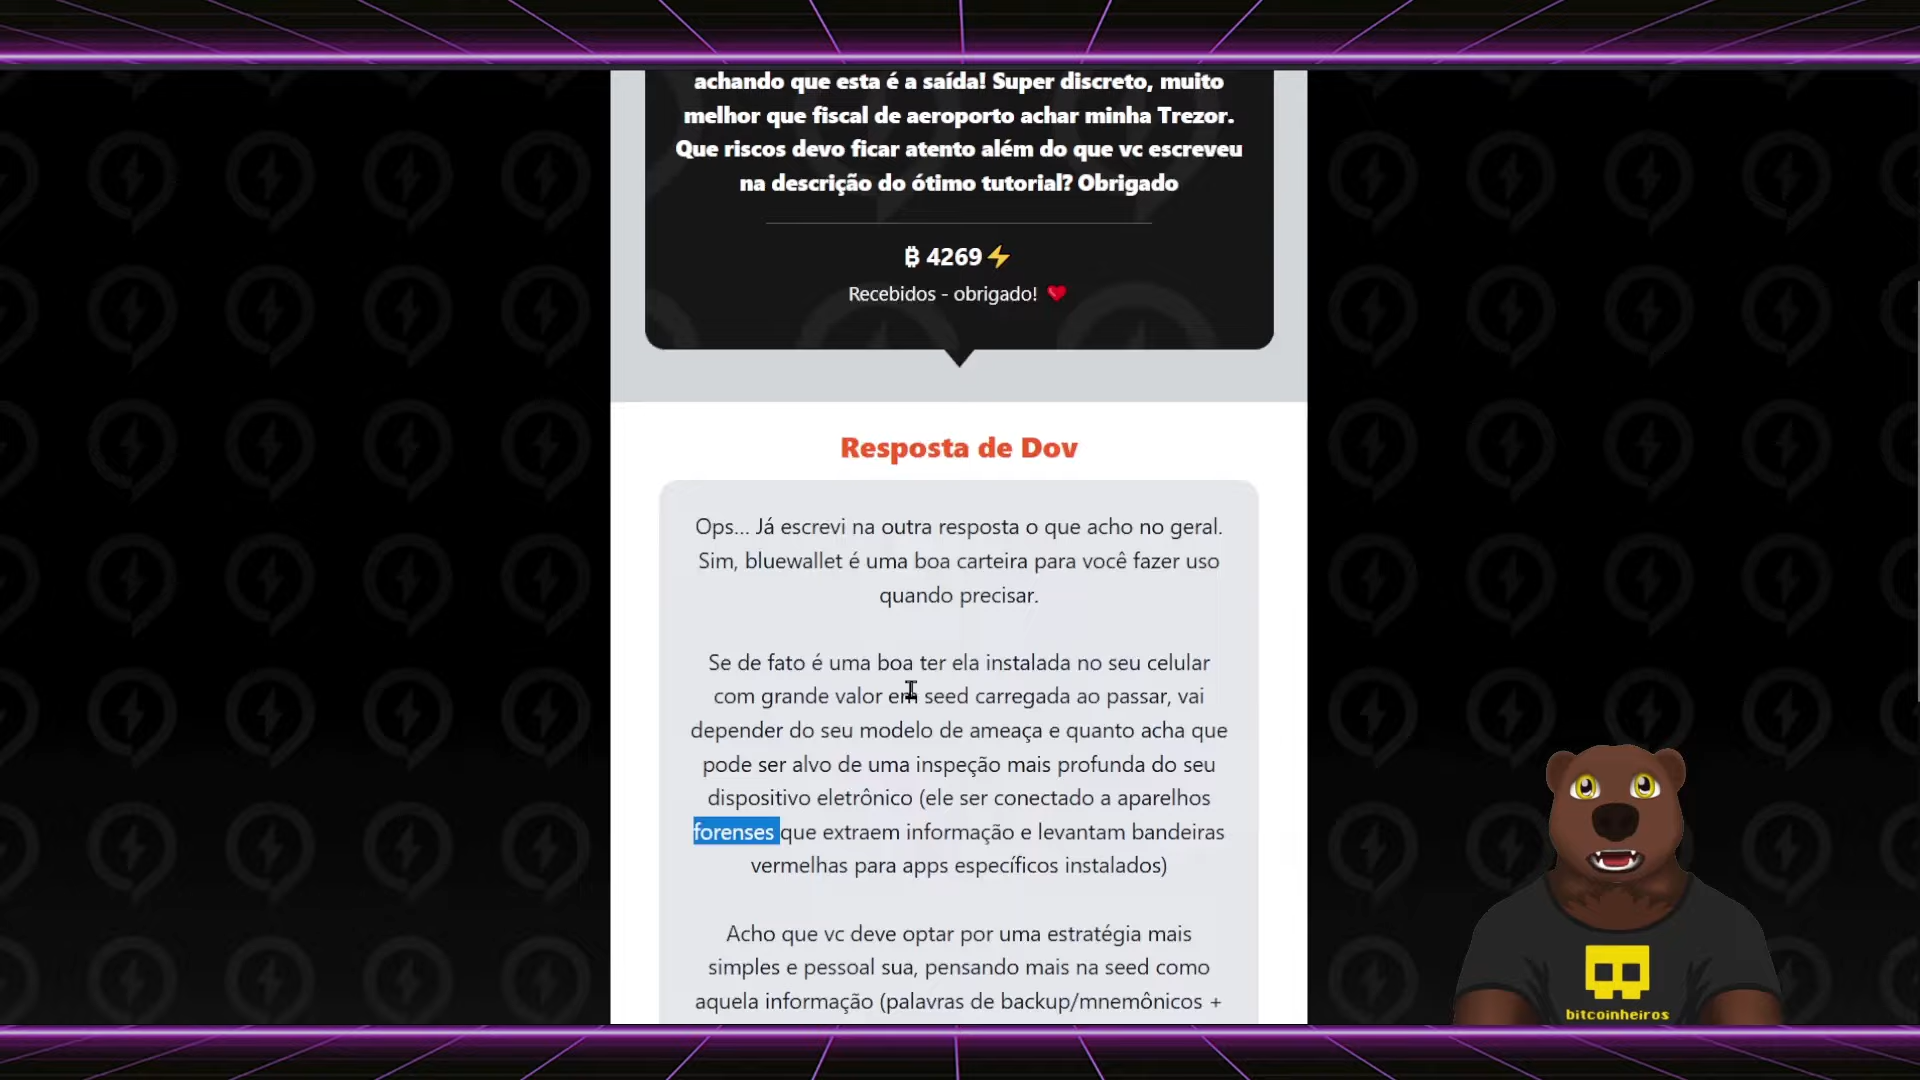 achando que esta é a saída! Super discreto, muito
melhor que fiscal de aeroporto achar minha Trezor.
Que riscos devo ficar atento além do que vc escreveu
na descrição do ótimo tutorial? Obrigado
₿ 4269⚡
Recebidos - obrigado! ❤️
Resposta de Dov
Ops... Já escrevi na outra resposta o que acho no geral.
Sim, bluewallet é uma boa carteira para você fazer uso
quando precisar.
Se de fato é uma boa ter ela instalada no seu celular
com grande valor em seed carregada ao passar, vai
depender do seu modelo de ameaça e quanto acha que
pode ser alvo de uma inspeção mais profunda do seu
dispositivo eletrônico (ele ser conectado a aparelhos
forenses que extraem informação e levantam bandeiras
vermelhas para apps específicos instalados)
Acho que vc deve optar por uma estratégia mais
simples e pessoal sua, pensando mais na seed como
aquela informação (palavras de backup/mnemônicos +
bitcoinheiros